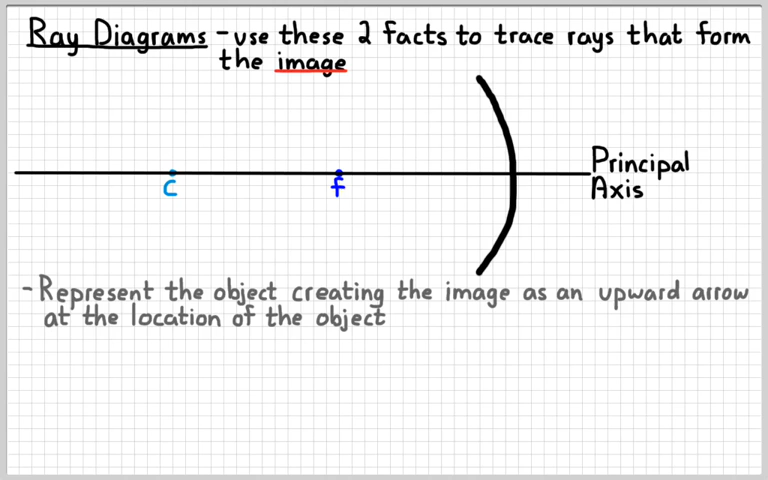 Ray Diagrams - use these 2 facts to trace rays that form
the image
Principal
Axis
C
f
- Represent the object creating the image as an upward arrow
at the location of the object